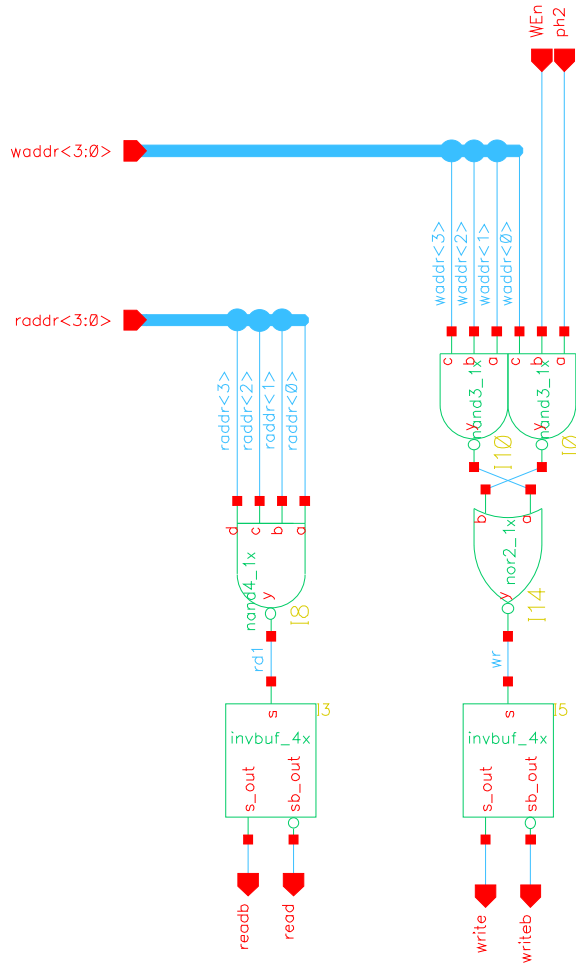 WEn
ph2
waddr<3:0>
waddr<3>
waddr<2>
waddr<1>
waddr<0>
raddr<3:0>
raddr<3>
raddr<2>
raddr<1>
raddr<0>
c
b
a
c
b
a
nand3_1x
y
I10
nand3_1x
y
I0
b
a
nor2_1x
y
I14
d
c
b
a
nand4_1x
y
I8
rd1
wr
s
I3
invbuf_4x
s_out
sb_out
s
I5
invbuf_4x
s_out
sb_out
readb
read
write
writeb